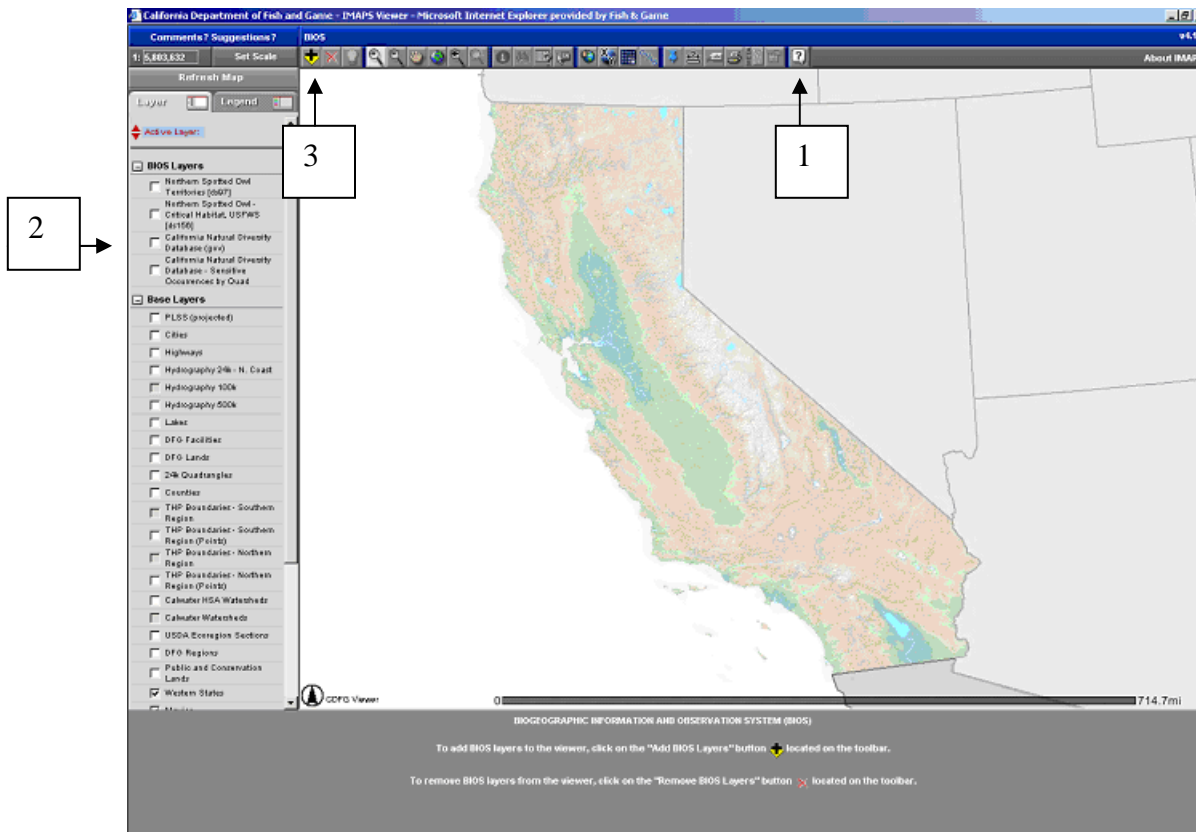 California Department of Fish and Game - IMAPS Viewer - Microsoft Internet Explorer provided by Fish & Game
Comments? Suggestions?
BIOS
1: 5,803,632
Set Scale
About IMAP
Refresh Map
Layer
Legend
Active Layer:
3
1
2
BIOS Layers
Northern Spotted Owl
Territories [ds97]
Northern Spotted Owl -
Critical Habitat, USFWS
[ds156]
California Natural Diversity
Database (gov)
California Natural Diversity
Database - Sensitive
Occurrences by Quad
Base Layers
PLSS (projected)
Cities
Highways
Hydrography 24k - N. Coast
Hydrography 100k
Hydrography 500k
Lakes
DFG Facilities
DFG Lands
24k Quadrangles
Counties
THP Boundaries - Southern
Region
THP Boundaries - Southern
Region (Points)
THP Boundaries - Northern
Region
THP Boundaries - Northern
Region (Points)
Calwater HSA Watersheds
Calwater Watersheds
USDA Ecoregion Sections
DFG Regions
Public and Conservation
Lands
Western States
CDFG Viewer
0
714.7mi
BIOGEOGRAPHIC INFORMATION AND OBSERVATION SYSTEM (BIOS)
To add BIOS layers to the viewer, click on the "Add BIOS Layers" button located on the toolbar.
To remove BIOS layers from the viewer, click on the "Remove BIOS Layers" button located on the toolbar.